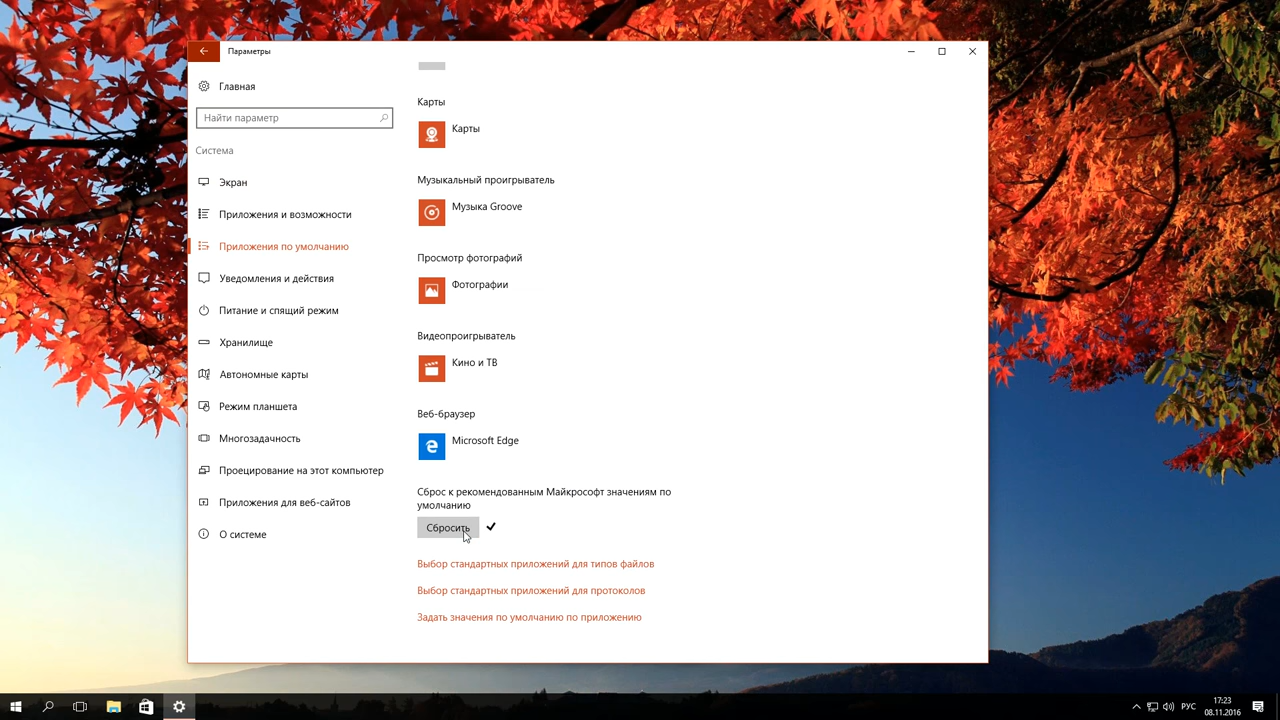 Параметры
Главная
Найти параметр
Система
Экран
Приложения и возможности
Приложения по умолчанию
Уведомления и действия
Питание и спящий режим
Хранилище
Автономные карты
Режим планшета
Многозадачность
Проецирование на этот компьютер
Приложения для веб-сайтов
О системе
Карты
Карты
Музыкальный проигрыватель
Музыка Groove
Просмотр фотографий
Фотографии
Видеопроигрыватель
Кино и ТВ
Веб-браузер
Microsoft Edge
Сброс к рекомендованным Майкрософт значениям по
умолчанию
Сбросить
Выбор стандартных приложений для типов файлов
Выбор стандартных приложений для протоколов
Задать значения по умолчанию по приложению
РУС
17:23
08.11.2016